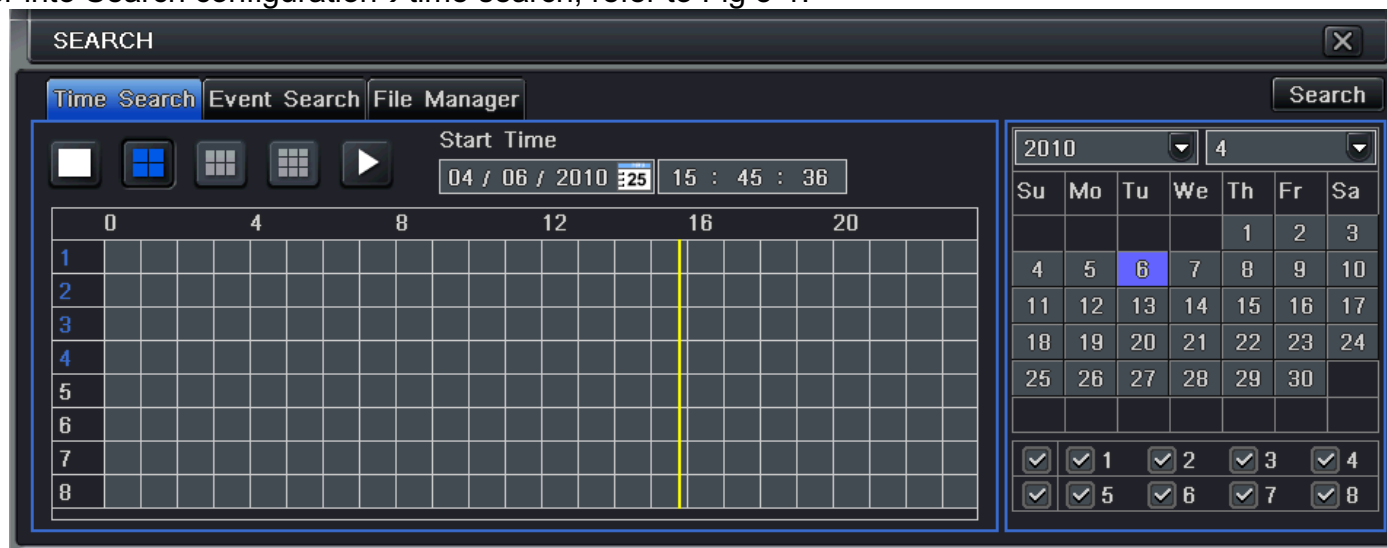 SEARCH
Time Search Event Search File Manager Search
Start Time
04 / 06 / 2010 25 15 : 45 : 36
0 4 8 12 16 20
1
2
3
4
5
6
7
8
2010 4
Su Mo Tu We Th Fr Sa
1 2 3
4 5 6 7 8 9 10
11 12 13 14 15 16 17
18 19 20 21 22 23 24
25 26 27 28 29 30
1 2 3 4
5 6 7 8